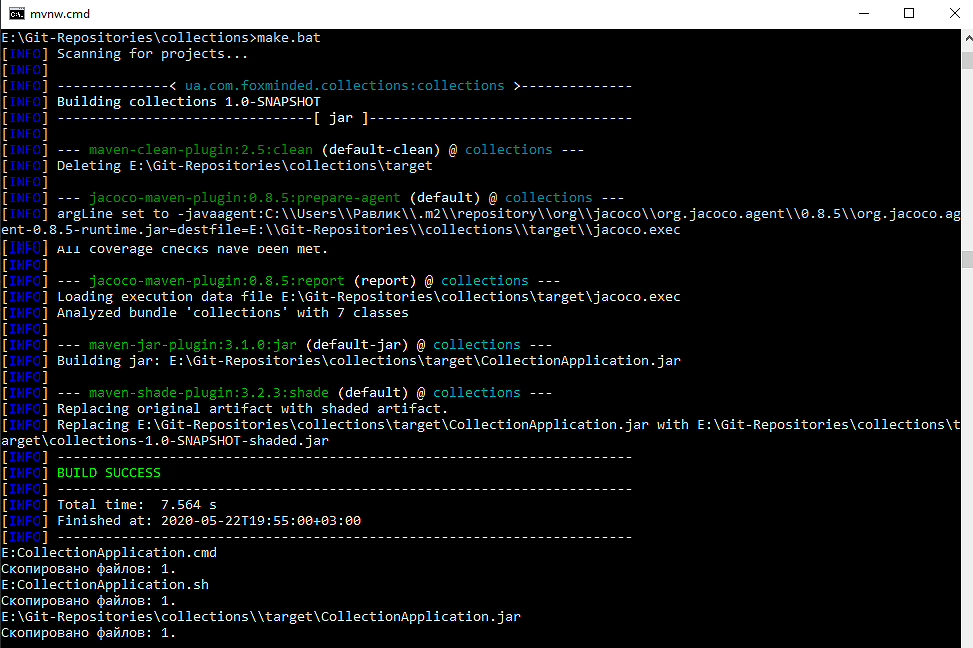 mvnw.cmd
E:\Git-Repositories\collections>make.bat
[INFO] Scanning for projects...
[INFO]
[INFO] --------------< ua.com.foxminded.collections:collections >--------------
[INFO] Building collections 1.0-SNAPSHOT
[INFO] --------------------------------[ jar ]---------------------------------
[INFO]
[INFO] --- maven-clean-plugin:2.5:clean (default-clean) @ collections ---
[INFO] Deleting E:\Git-Repositories\collections\target
[INFO]
[INFO] --- jacoco-maven-plugin:0.8.5:prepare-agent (default) @ collections ---
[INFO] argLine set to -javaagent:C:\\Users\\Равлик\\.m2\\repository\\org\\jacoco\\org.jacoco.agent\\0.8.5\\org.jacoco.ag
ent-0.8.5-runtime.jar=destfile=E:\\Git-Repositories\\collections\\target\\jacoco.exec
[INFO] All coverage checks have been met.
[INFO]
[INFO] --- jacoco-maven-plugin:0.8.5:report (report) @ collections ---
[INFO] Loading execution data file E:\Git-Repositories\collections\target\jacoco.exec
[INFO] Analyzed bundle 'collections' with 7 classes
[INFO]
[INFO] --- maven-jar-plugin:3.1.0:jar (default-jar) @ collections ---
[INFO] Building jar: E:\Git-Repositories\collections\target\CollectionApplication.jar
[INFO]
[INFO] --- maven-shade-plugin:3.2.3:shade (default) @ collections ---
[INFO] Replacing original artifact with shaded artifact.
[INFO] Replacing E:\Git-Repositories\collections\target\CollectionApplication.jar with E:\Git-Repositories\collections\t
arget\collections-1.0-SNAPSHOT-shaded.jar
[INFO] ------------------------------------------------------------------------
[INFO] BUILD SUCCESS
[INFO] ------------------------------------------------------------------------
[INFO] Total time:  7.564 s
[INFO] Finished at: 2020-05-22T19:55:00+03:00
[INFO] ------------------------------------------------------------------------
E:CollectionApplication.cmd
Скопировано файлов: 1.
E:CollectionApplication.sh
Скопировано файлов: 1.
E:\Git-Repositories\collections\\target\CollectionApplication.jar
Скопировано файлов: 1.